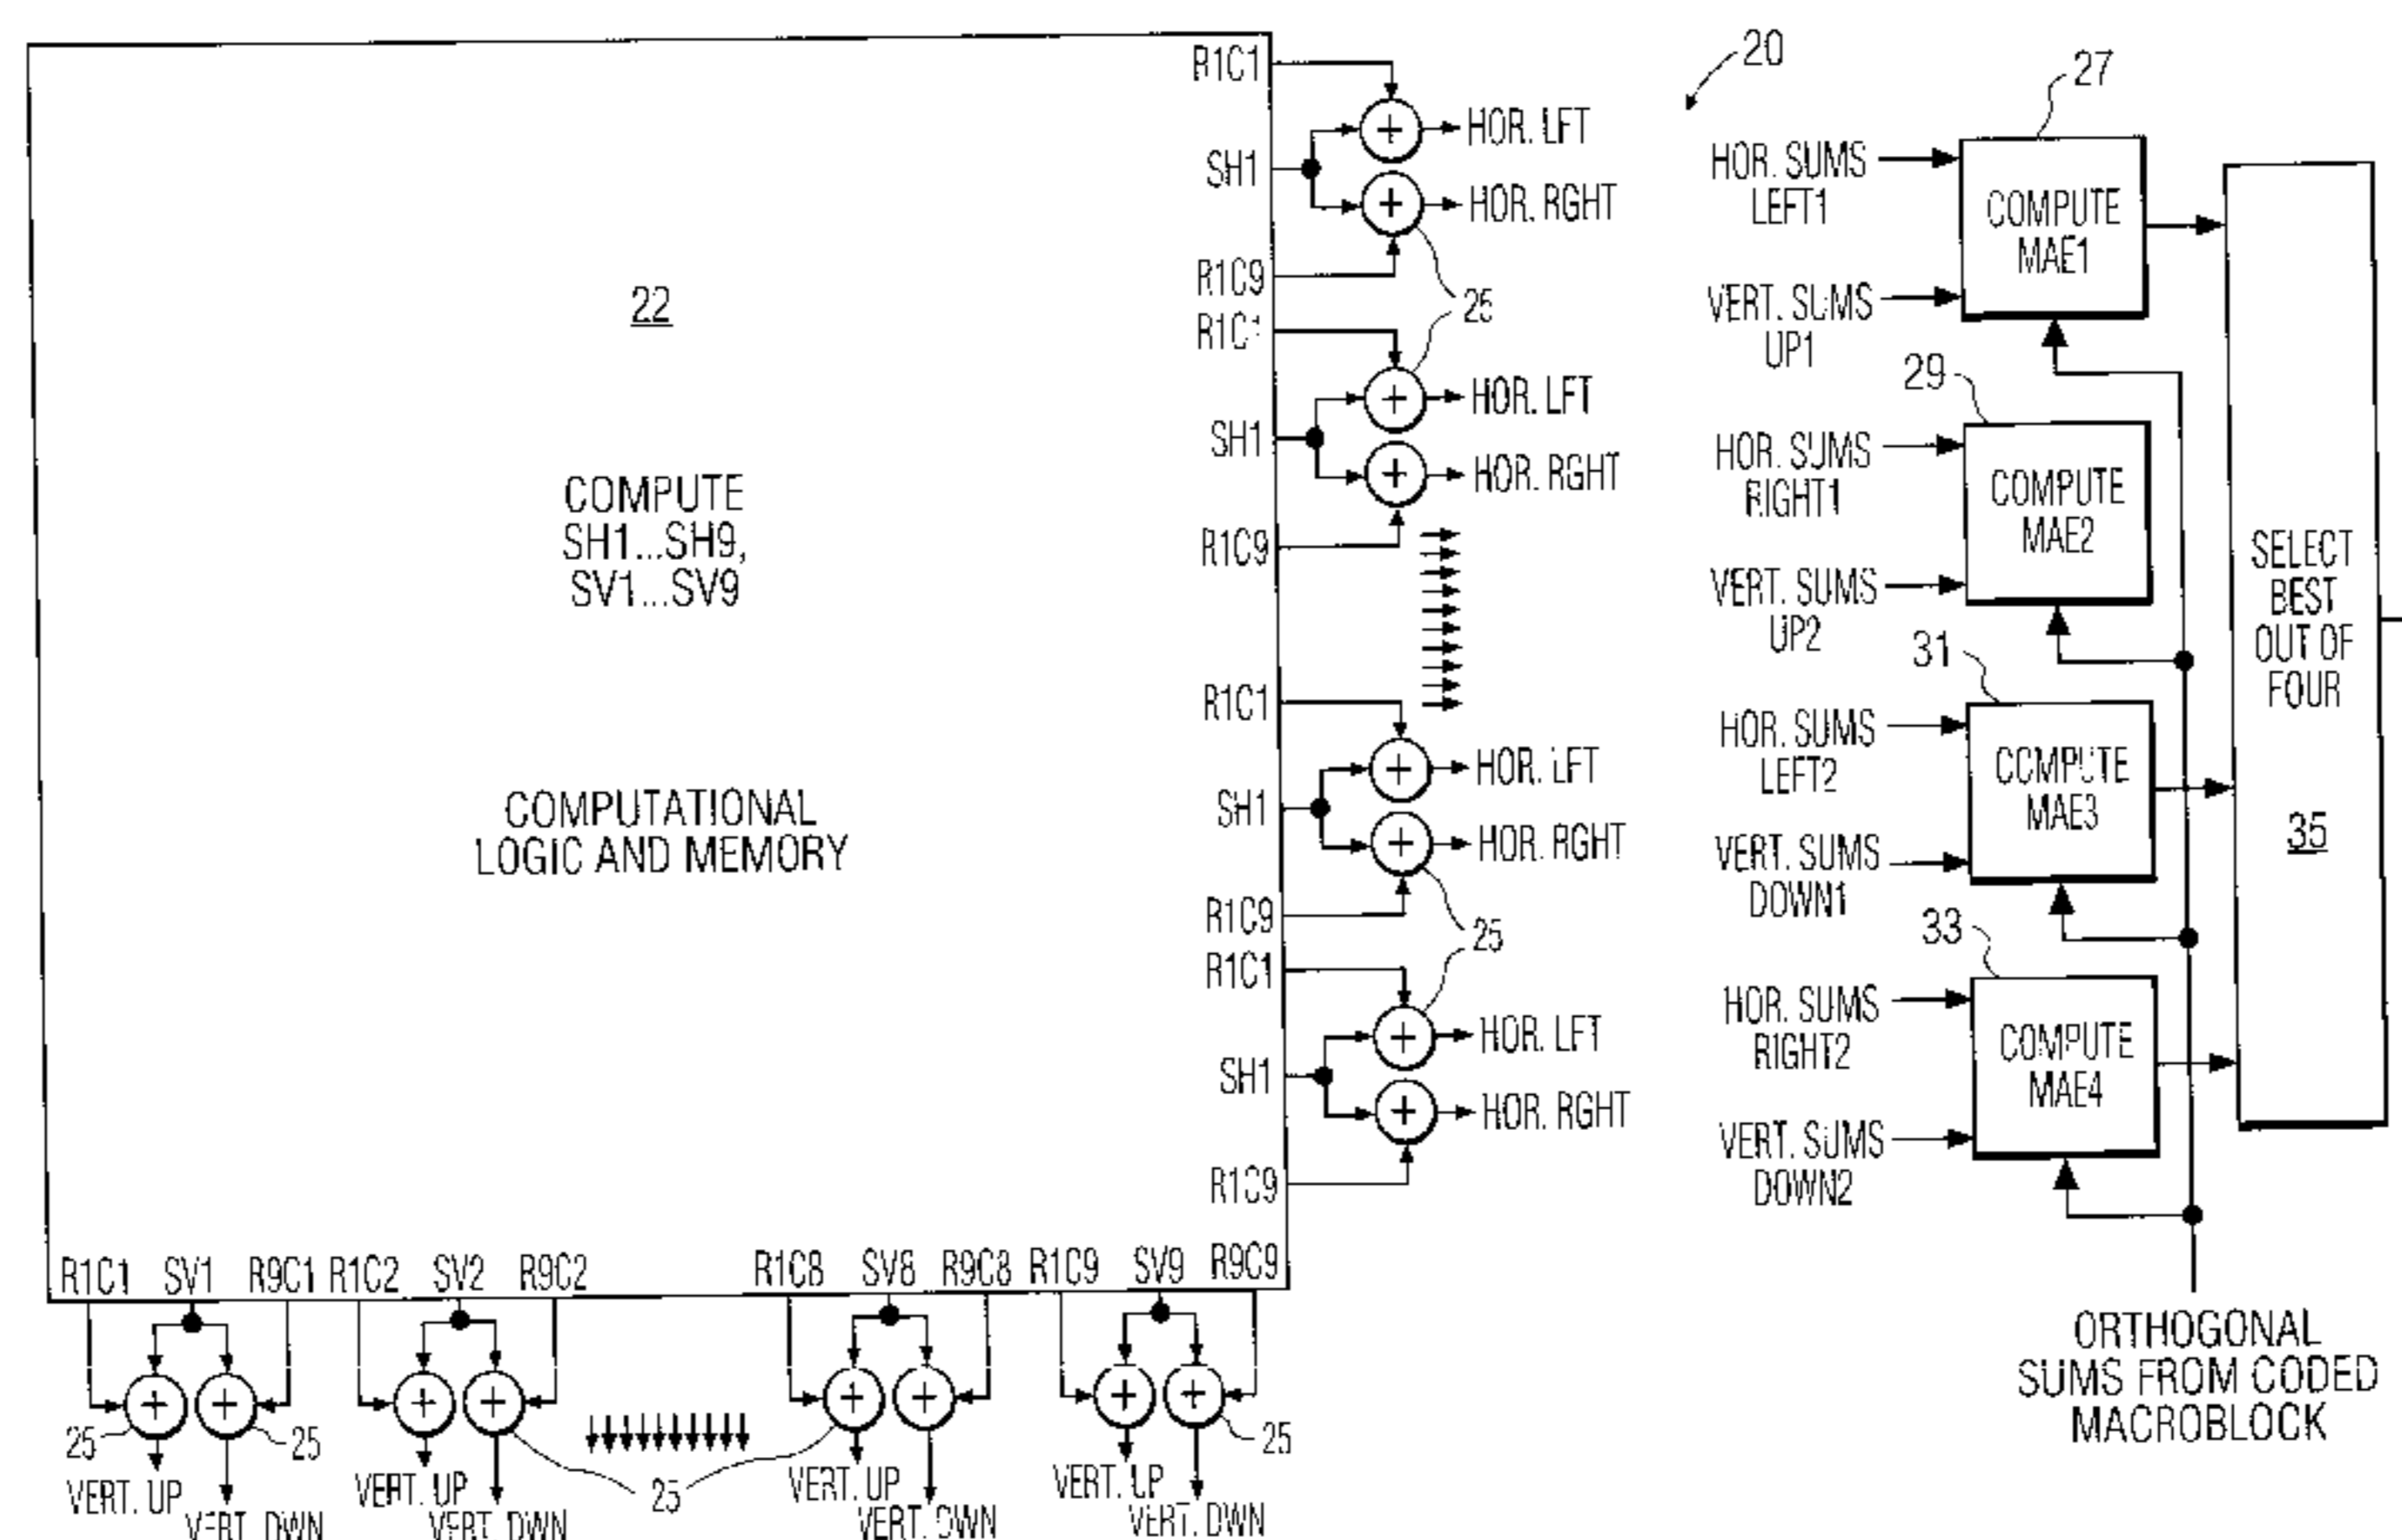 R1C1
HOR. LFT
SH1
HOR. RGHT
R1C9
25
HOR. LFT
SH1
HOR. RGHT
R1C9
R1C1
HOR. LFT
SH1
HOR. RGHT
R1C9
25
R1C1
HOR. LFT
SH1
HOR. RGHT
22
COMPUTE
SH1...SH9,
SV1...SV9
COMPUTATIONAL
LOGIC AND MEMORY
R1C1 SV1 R9C1 R1C2 SV2 R9C2 R1C8 SV8 R9C8 R1C9 SV9 R9C9
25 25 25 25
VERT. UP VERT. UP VERT. UP VERT. UP
VERT. DWN VERT. DWN VERT. DWN VERT. DWN
20
27
HOR. SUMS
LEFT1
COMPUTE
MAE1
VERT. SUMS
UP1
29
HOR. SUMS
RIGHT1
COMPUTE
MAE2
VERT. SUMS
UP2
31
HOR. SUMS
LEFT2
COMPUTE
MAE3
VERT. SUMS
DOWN1
33
HOR. SUMS
RIGHT2
COMPUTE
MAE4
VERT. SUMS
DOWN2
SELECT
BEST
OUT OF
FOUR
35
ORTHOGONAL
SUMS FROM CODED
MACROBLOCK